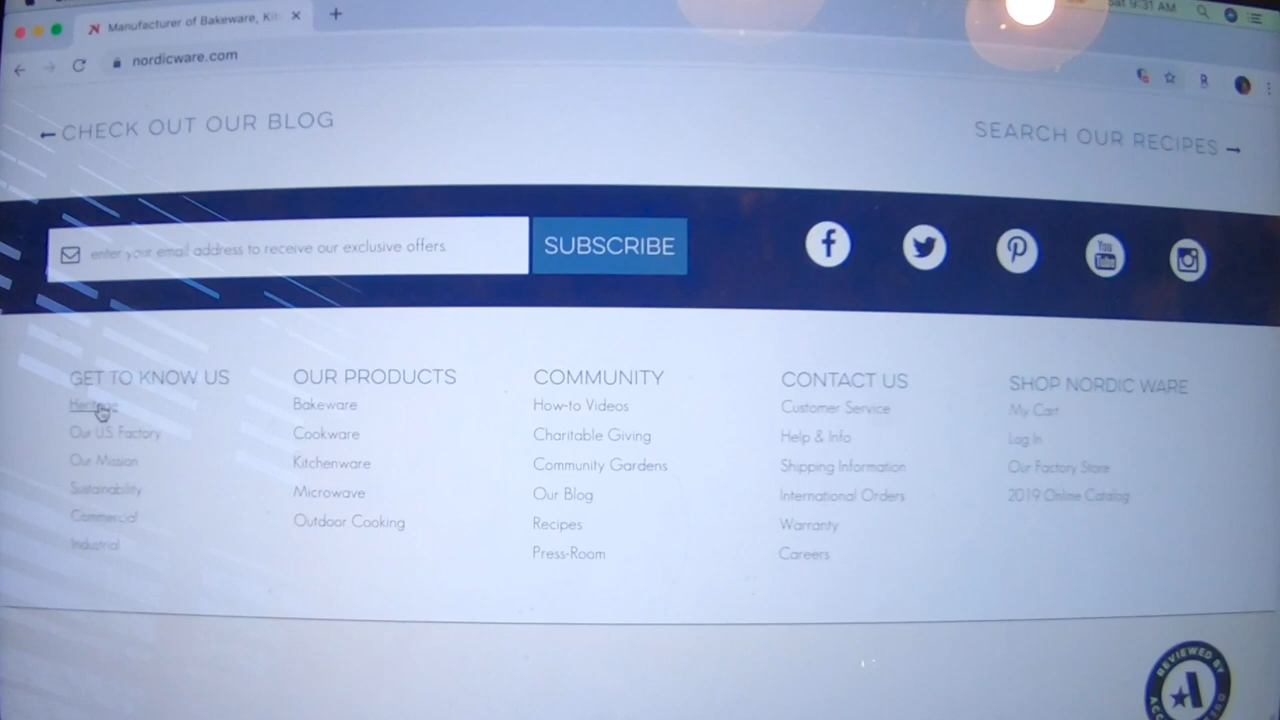 Manufacturer of Bakeware, Kit
Sat 9:31 AM
nordicware.com
CHECK OUT OUR BLOG
SEARCH OUR RECIPES
enter your email address to receive our exclusive offers.
SUBSCRIBE
You
Tube
GET TO KNOW US
Heritage
Our U.S. Factory
Our Mission
Sustainability
Commercial
Industrial
OUR PRODUCTS
Bakeware
Cookware
Kitchenware
Microwave
Outdoor Cooking
COMMUNITY
How-to Videos
Charitable Giving
Community Gardens
Our Blog
Recipes
Press-Room
CONTACT US
Customer Service
Help & Info
Shipping Information
International Orders
Warranty
Careers
SHOP NORDIC WARE
My Cart
Log In
Our Factory Store
2019 Online Catalog
REVIEWED BY
A